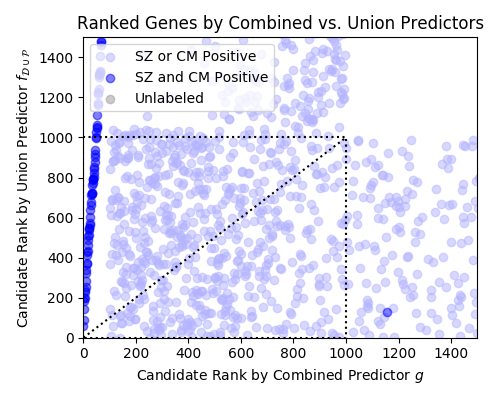 Ranked Genes by Combined vs. Union Predictors
SZ or CM Positive
SZ and CM Positive
Unlabeled
Candidate Rank by Union Predictor f_{D∪P}
1400
1200
1000
800
600
400
200
0
0 200 400 600 800 1000 1200 1400
Candidate Rank by Combined Predictor g